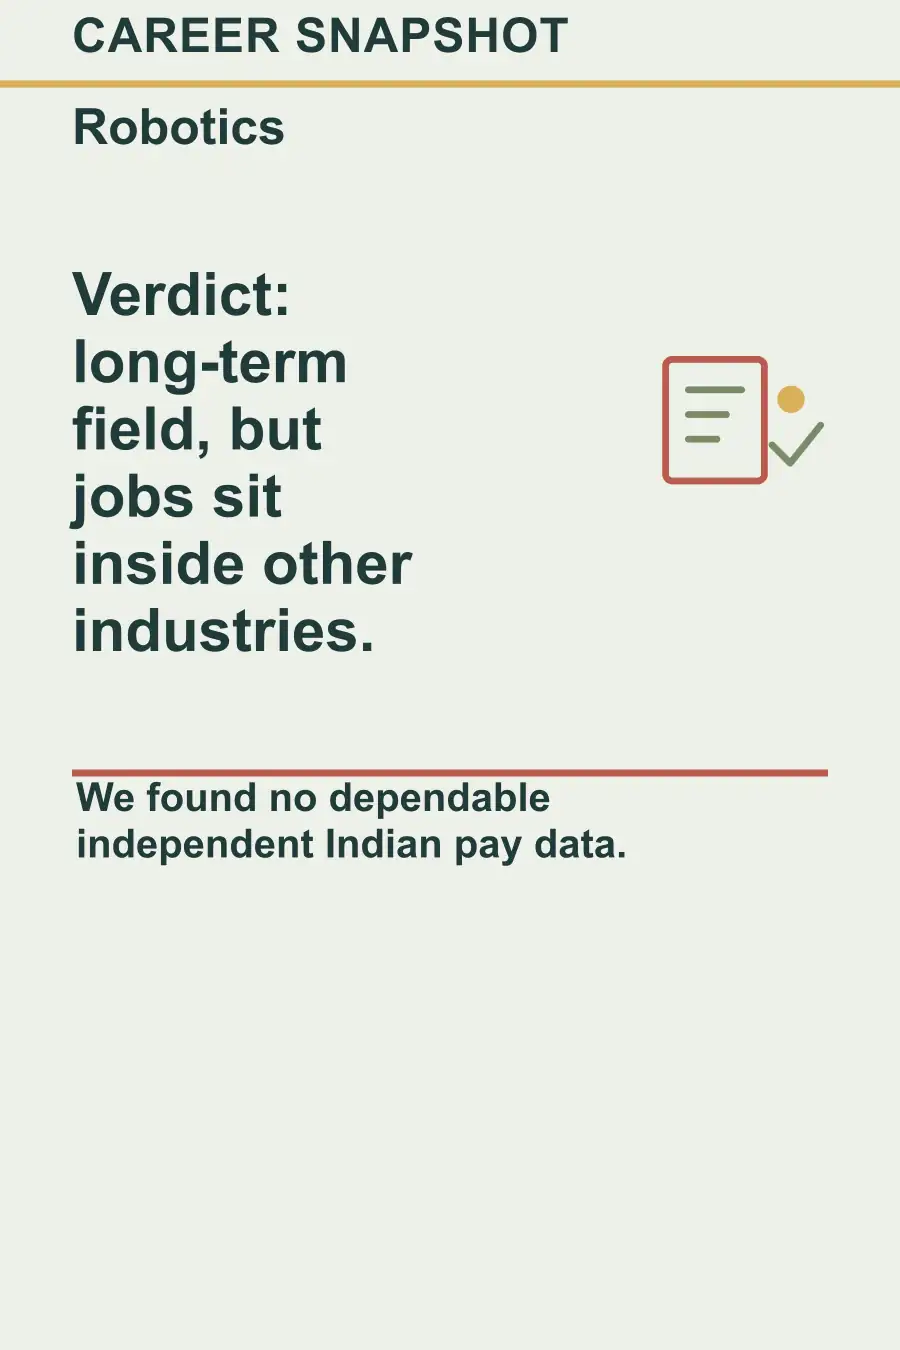 CAREER SNAPSHOT
Robotics
Verdict:
long-term
field, but
jobs sit
inside other
industries.
We found no dependable
independent Indian pay data.